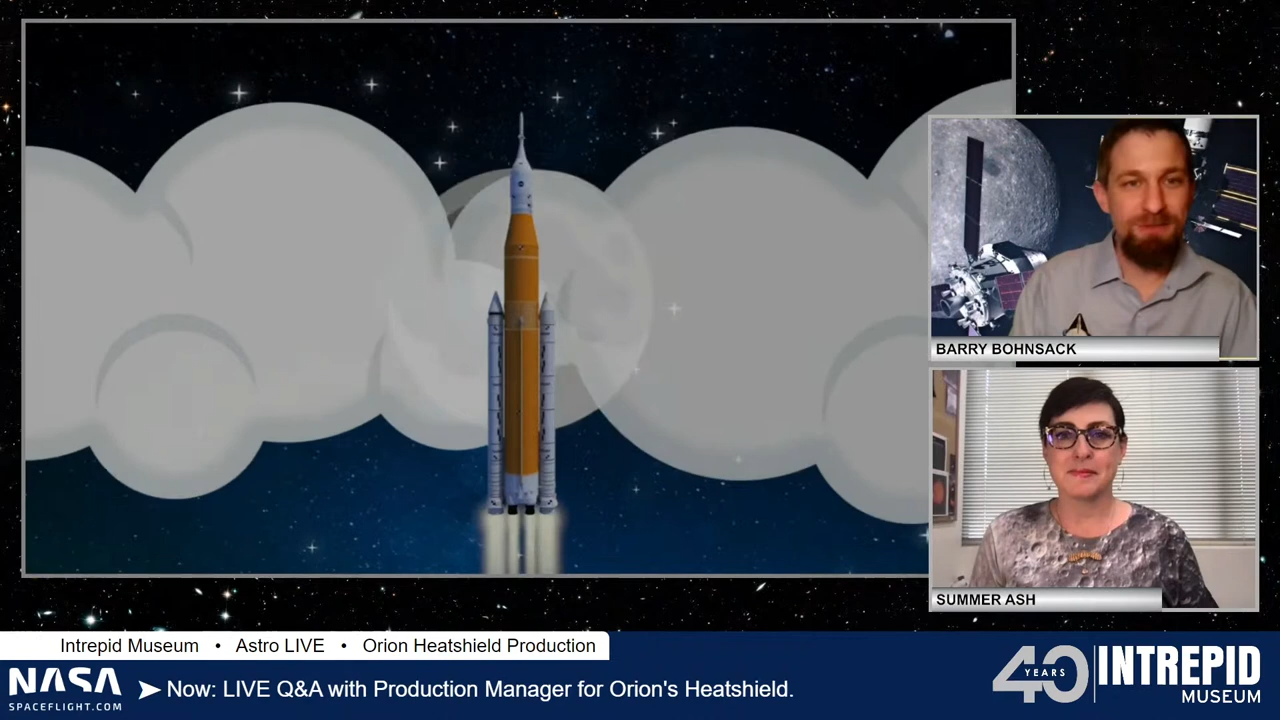 BARRY BOHNSACK
SUMMER ASH
Intrepid Museum • Astro LIVE • Orion Heatshield Production
NASA
SPACEFLIGHT.COM
Now: LIVE Q&A with Production Manager for Orion's Heatshield.
40
YEARS
INTREPID
MUSEUM